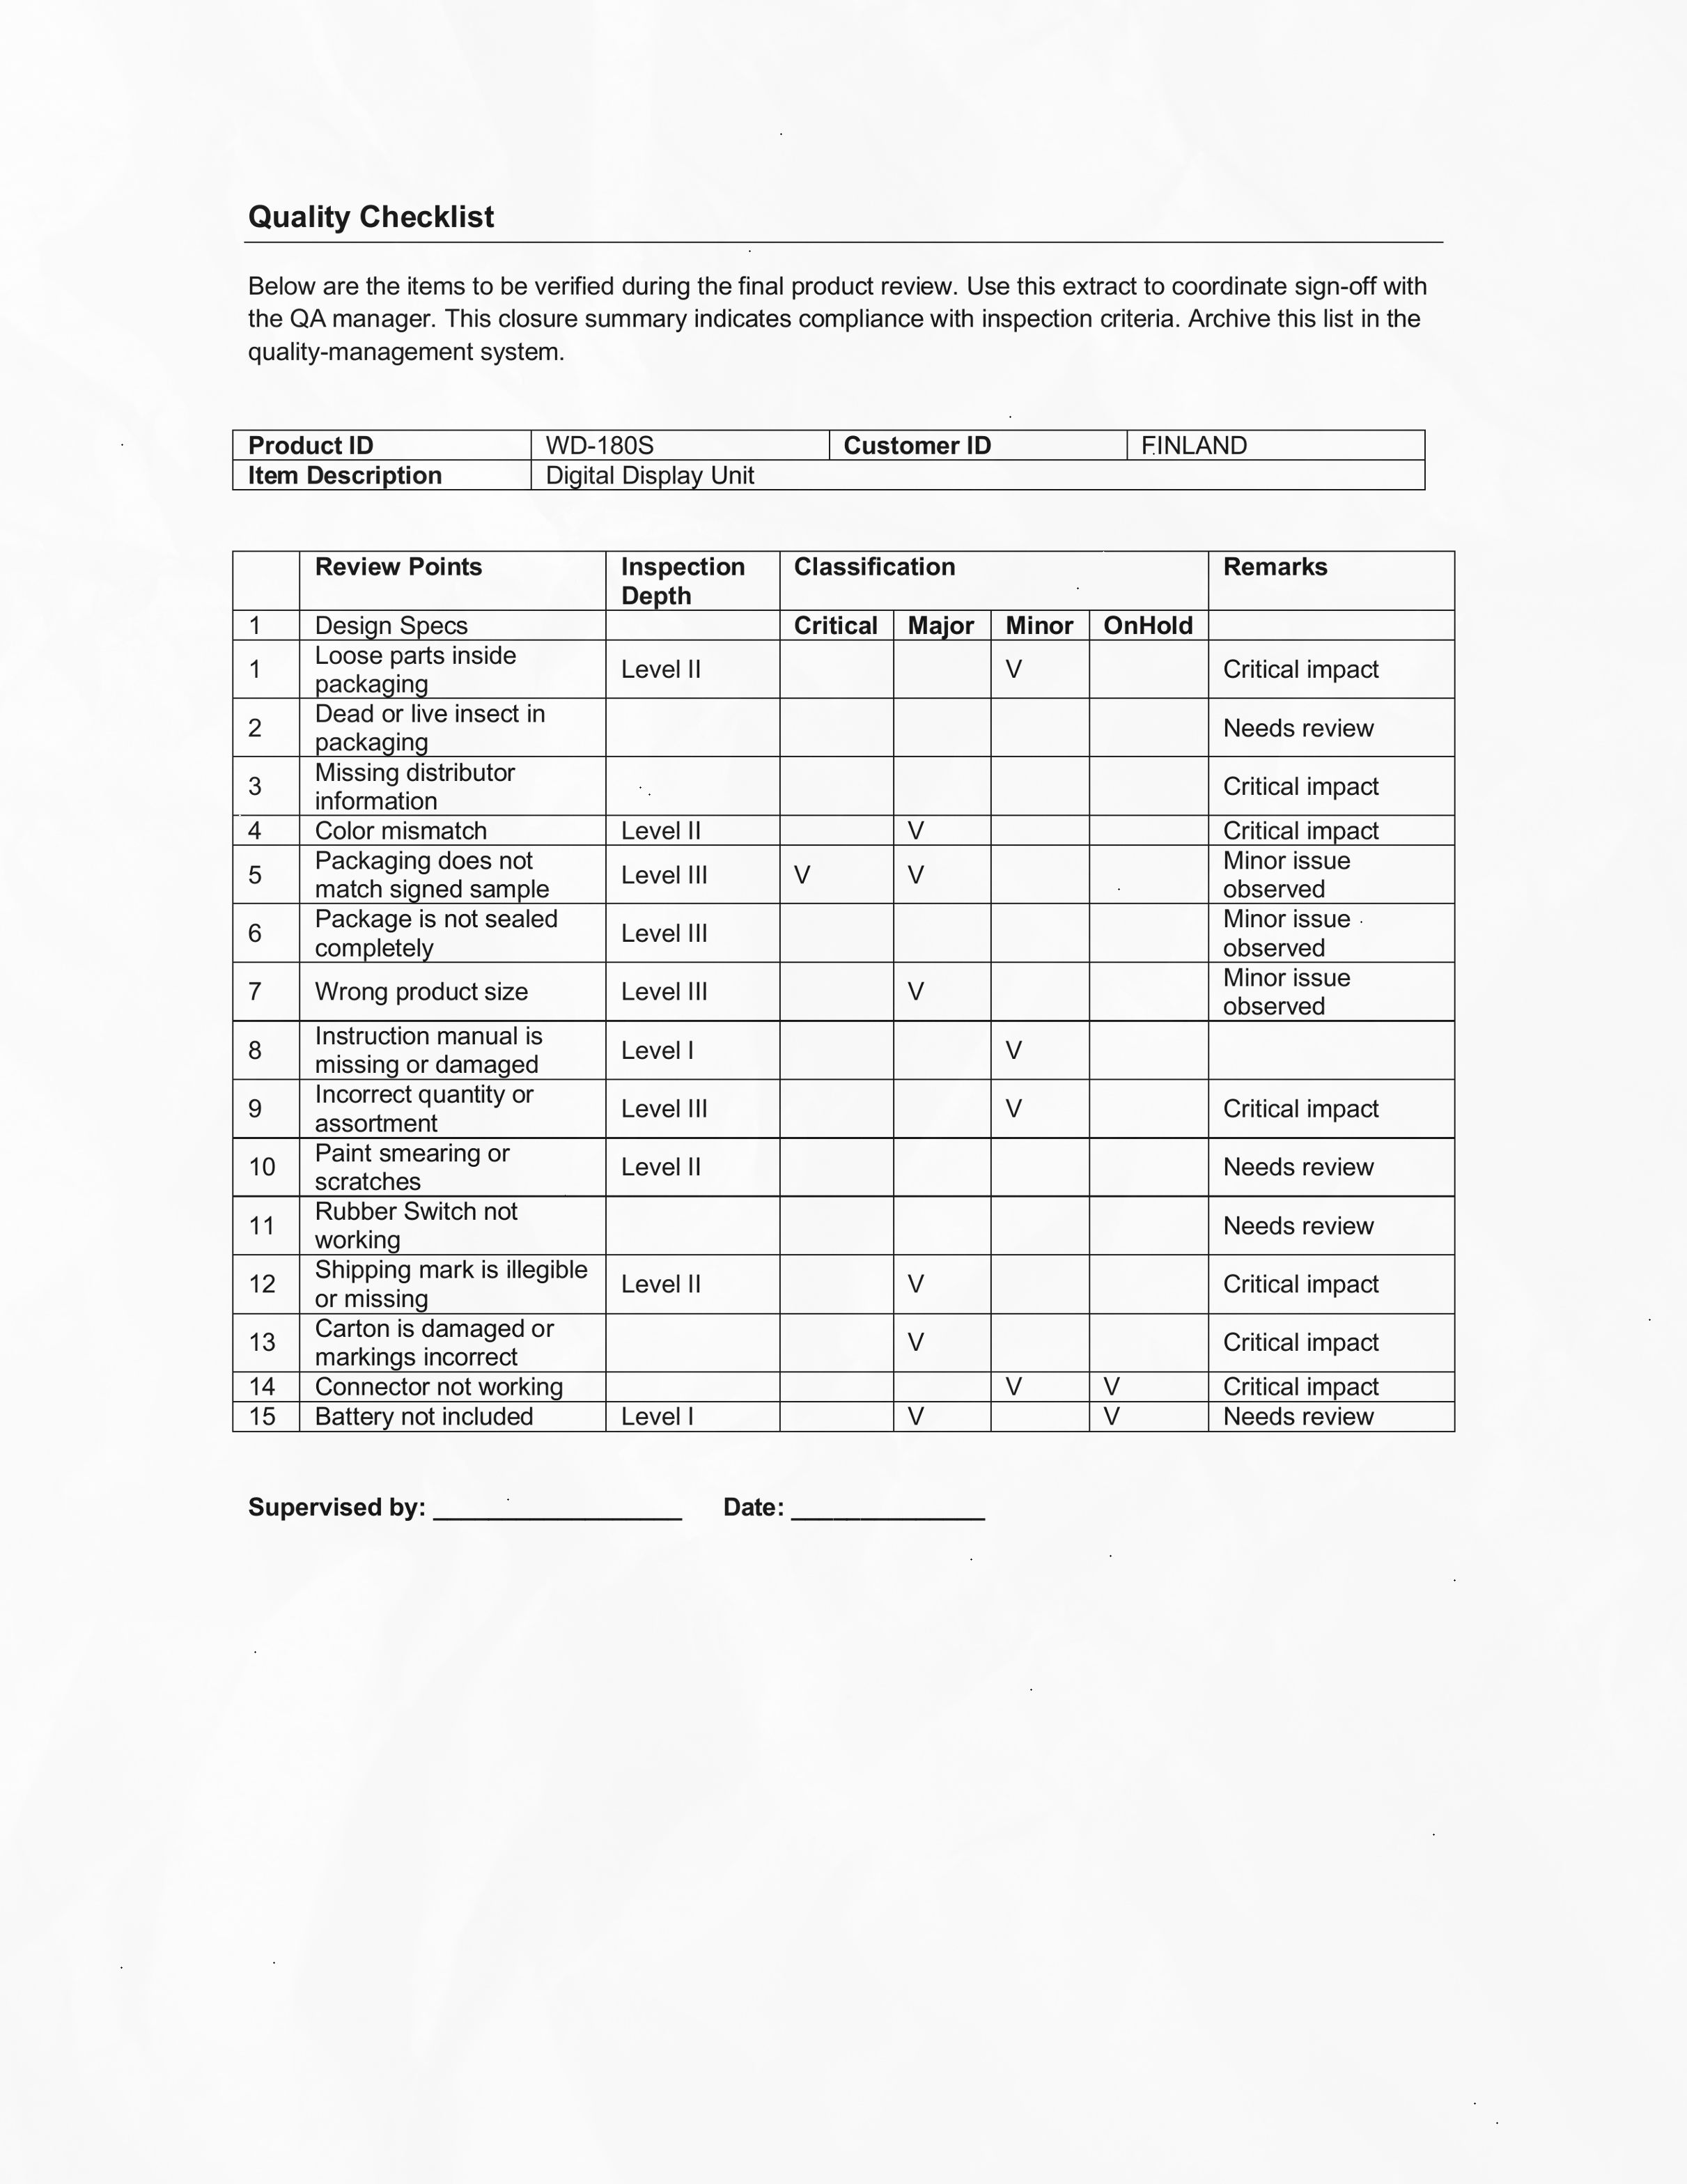 Quality Checklist
Below are the items to be verified during the final product review. Use this extract to coordinate sign-off with
the QA manager. This closure summary indicates compliance with inspection criteria. Archive this list in the
quality-management system.
Product ID WD-180S Customer ID FINLAND
Item Description Digital Display Unit
Review Points Inspection Depth Classification Remarks
1 Design Specs Critical Major Minor OnHold
1 Loose parts inside packaging Level II V Critical impact
2 Dead or live insect in packaging Needs review
3 Missing distributor information Critical impact
4 Color mismatch Level II V Critical impact
5 Packaging does not match signed sample Level III V V Minor issue observed
6 Package is not sealed completely Level III Minor issue observed
7 Wrong product size Level III V Minor issue observed
8 Instruction manual is missing or damaged Level I V
9 Incorrect quantity or assortment Level III V Critical impact
10 Paint smearing or scratches Level II Needs review
11 Rubber Switch not working Needs review
12 Shipping mark is illegible or missing Level II V Critical impact
13 Carton is damaged or markings incorrect V Critical impact
14 Connector not working V V Critical impact
15 Battery not included Level I V V Needs review
Supervised by: __________________ Date: ______________